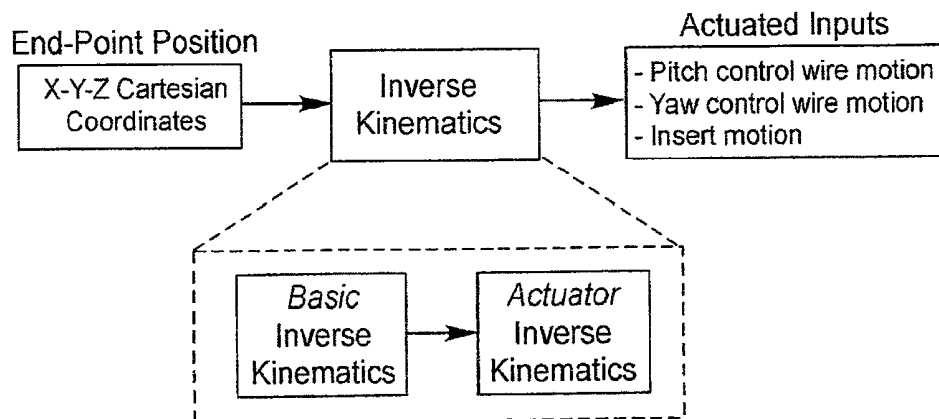 End-Point Position
X-Y-Z Cartesian
Coordinates
Inverse
Kinematics
Actuated Inputs
- Pitch control wire motion
- Yaw control wire motion
- Insert motion
Basic
Inverse
Kinematics
Actuator
Inverse
Kinematics